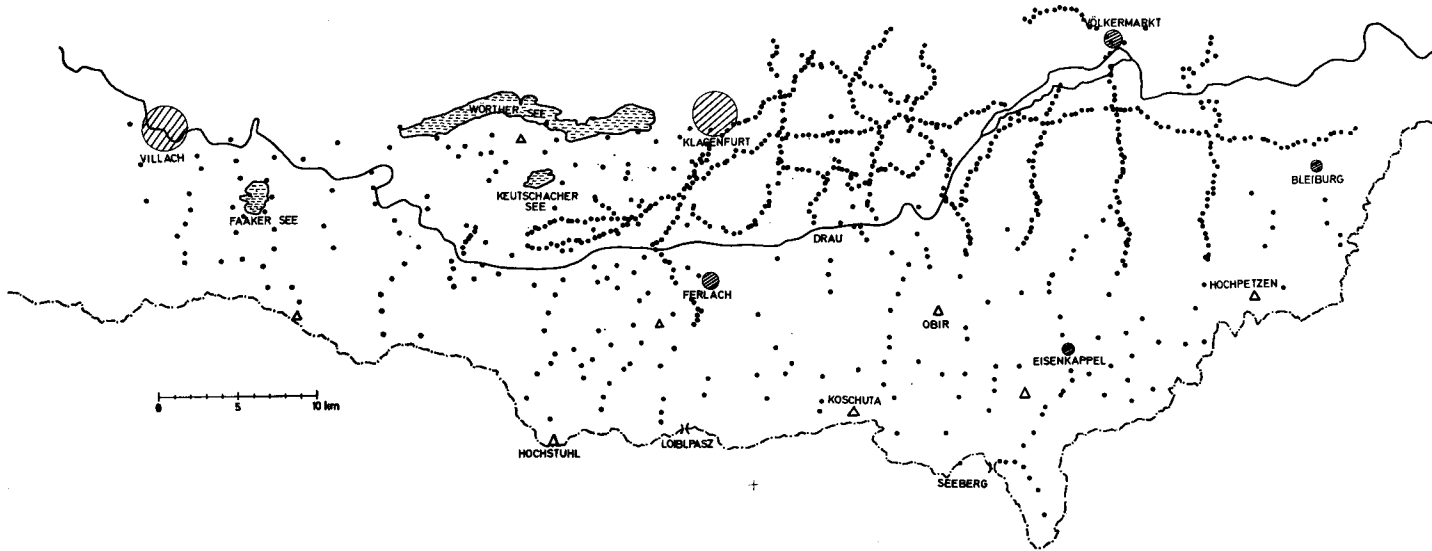 VÖLKERMARKT
WÖRTHER SEE
VILLACH
KLAGENFURT
BLEIBURG
KEUTSCHACHER
SEE
FAAKER SEE
DRAU
FERLACH
HOCHPETZEN
OBIR
EISENKAPPEL
0 5 10 km
KOSCHUTA
HOCHSTUHL
LOIBLPASZ
SEEBERG